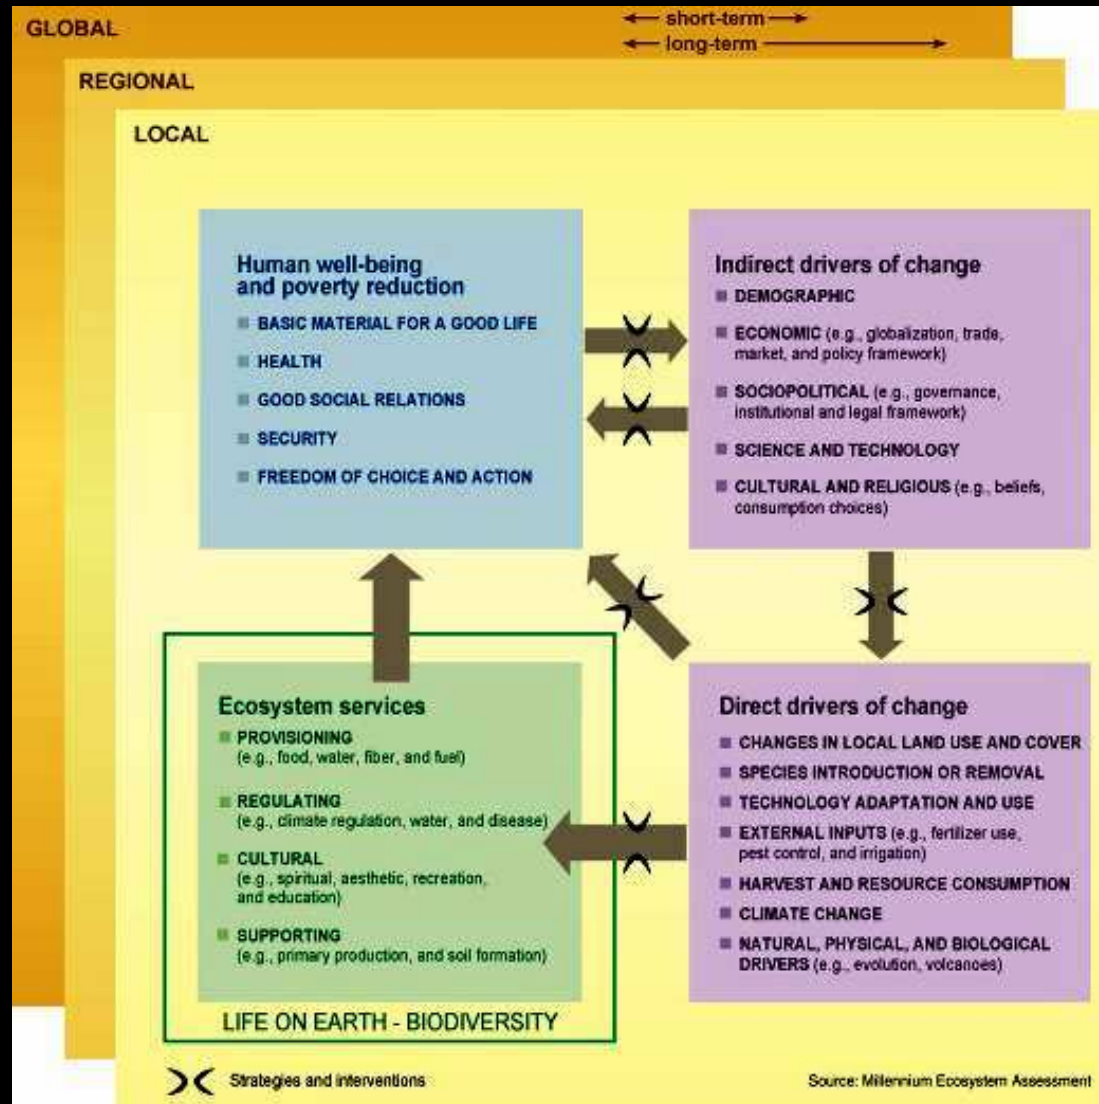 GLOBAL
short-term
long-term
REGIONAL
LOCAL
Human well-being
and poverty reduction
BASIC MATERIAL FOR A GOOD LIFE
HEALTH
GOOD SOCIAL RELATIONS
SECURITY
FREEDOM OF CHOICE AND ACTION
Indirect drivers of change
DEMOGRAPHIC
ECONOMIC (e.g., globalization, trade,
market, and policy framework)
SOCIOPOLITICAL (e.g., governance,
institutional and legal framework)
SCIENCE AND TECHNOLOGY
CULTURAL AND RELIGIOUS (e.g., beliefs,
consumption choices)
Ecosystem services
PROVISIONING
(e.g., food, water, fiber, and fuel)
REGULATING
(e.g., climate regulation, water, and disease)
CULTURAL
(e.g., spiritual, aesthetic, recreation,
and education)
SUPPORTING
(e.g., primary production, and soil formation)
LIFE ON EARTH - BIODIVERSITY
Direct drivers of change
CHANGES IN LOCAL LAND USE AND COVER
SPECIES INTRODUCTION OR REMOVAL
TECHNOLOGY ADAPTATION AND USE
EXTERNAL INPUTS (e.g., fertilizer use,
pest control, and irrigation)
HARVEST AND RESOURCE CONSUMPTION
CLIMATE CHANGE
NATURAL, PHYSICAL, AND BIOLOGICAL
DRIVERS (e.g., evolution, volcanoes)
Strategies and interventions
Source: Millennium Ecosystem Assessment